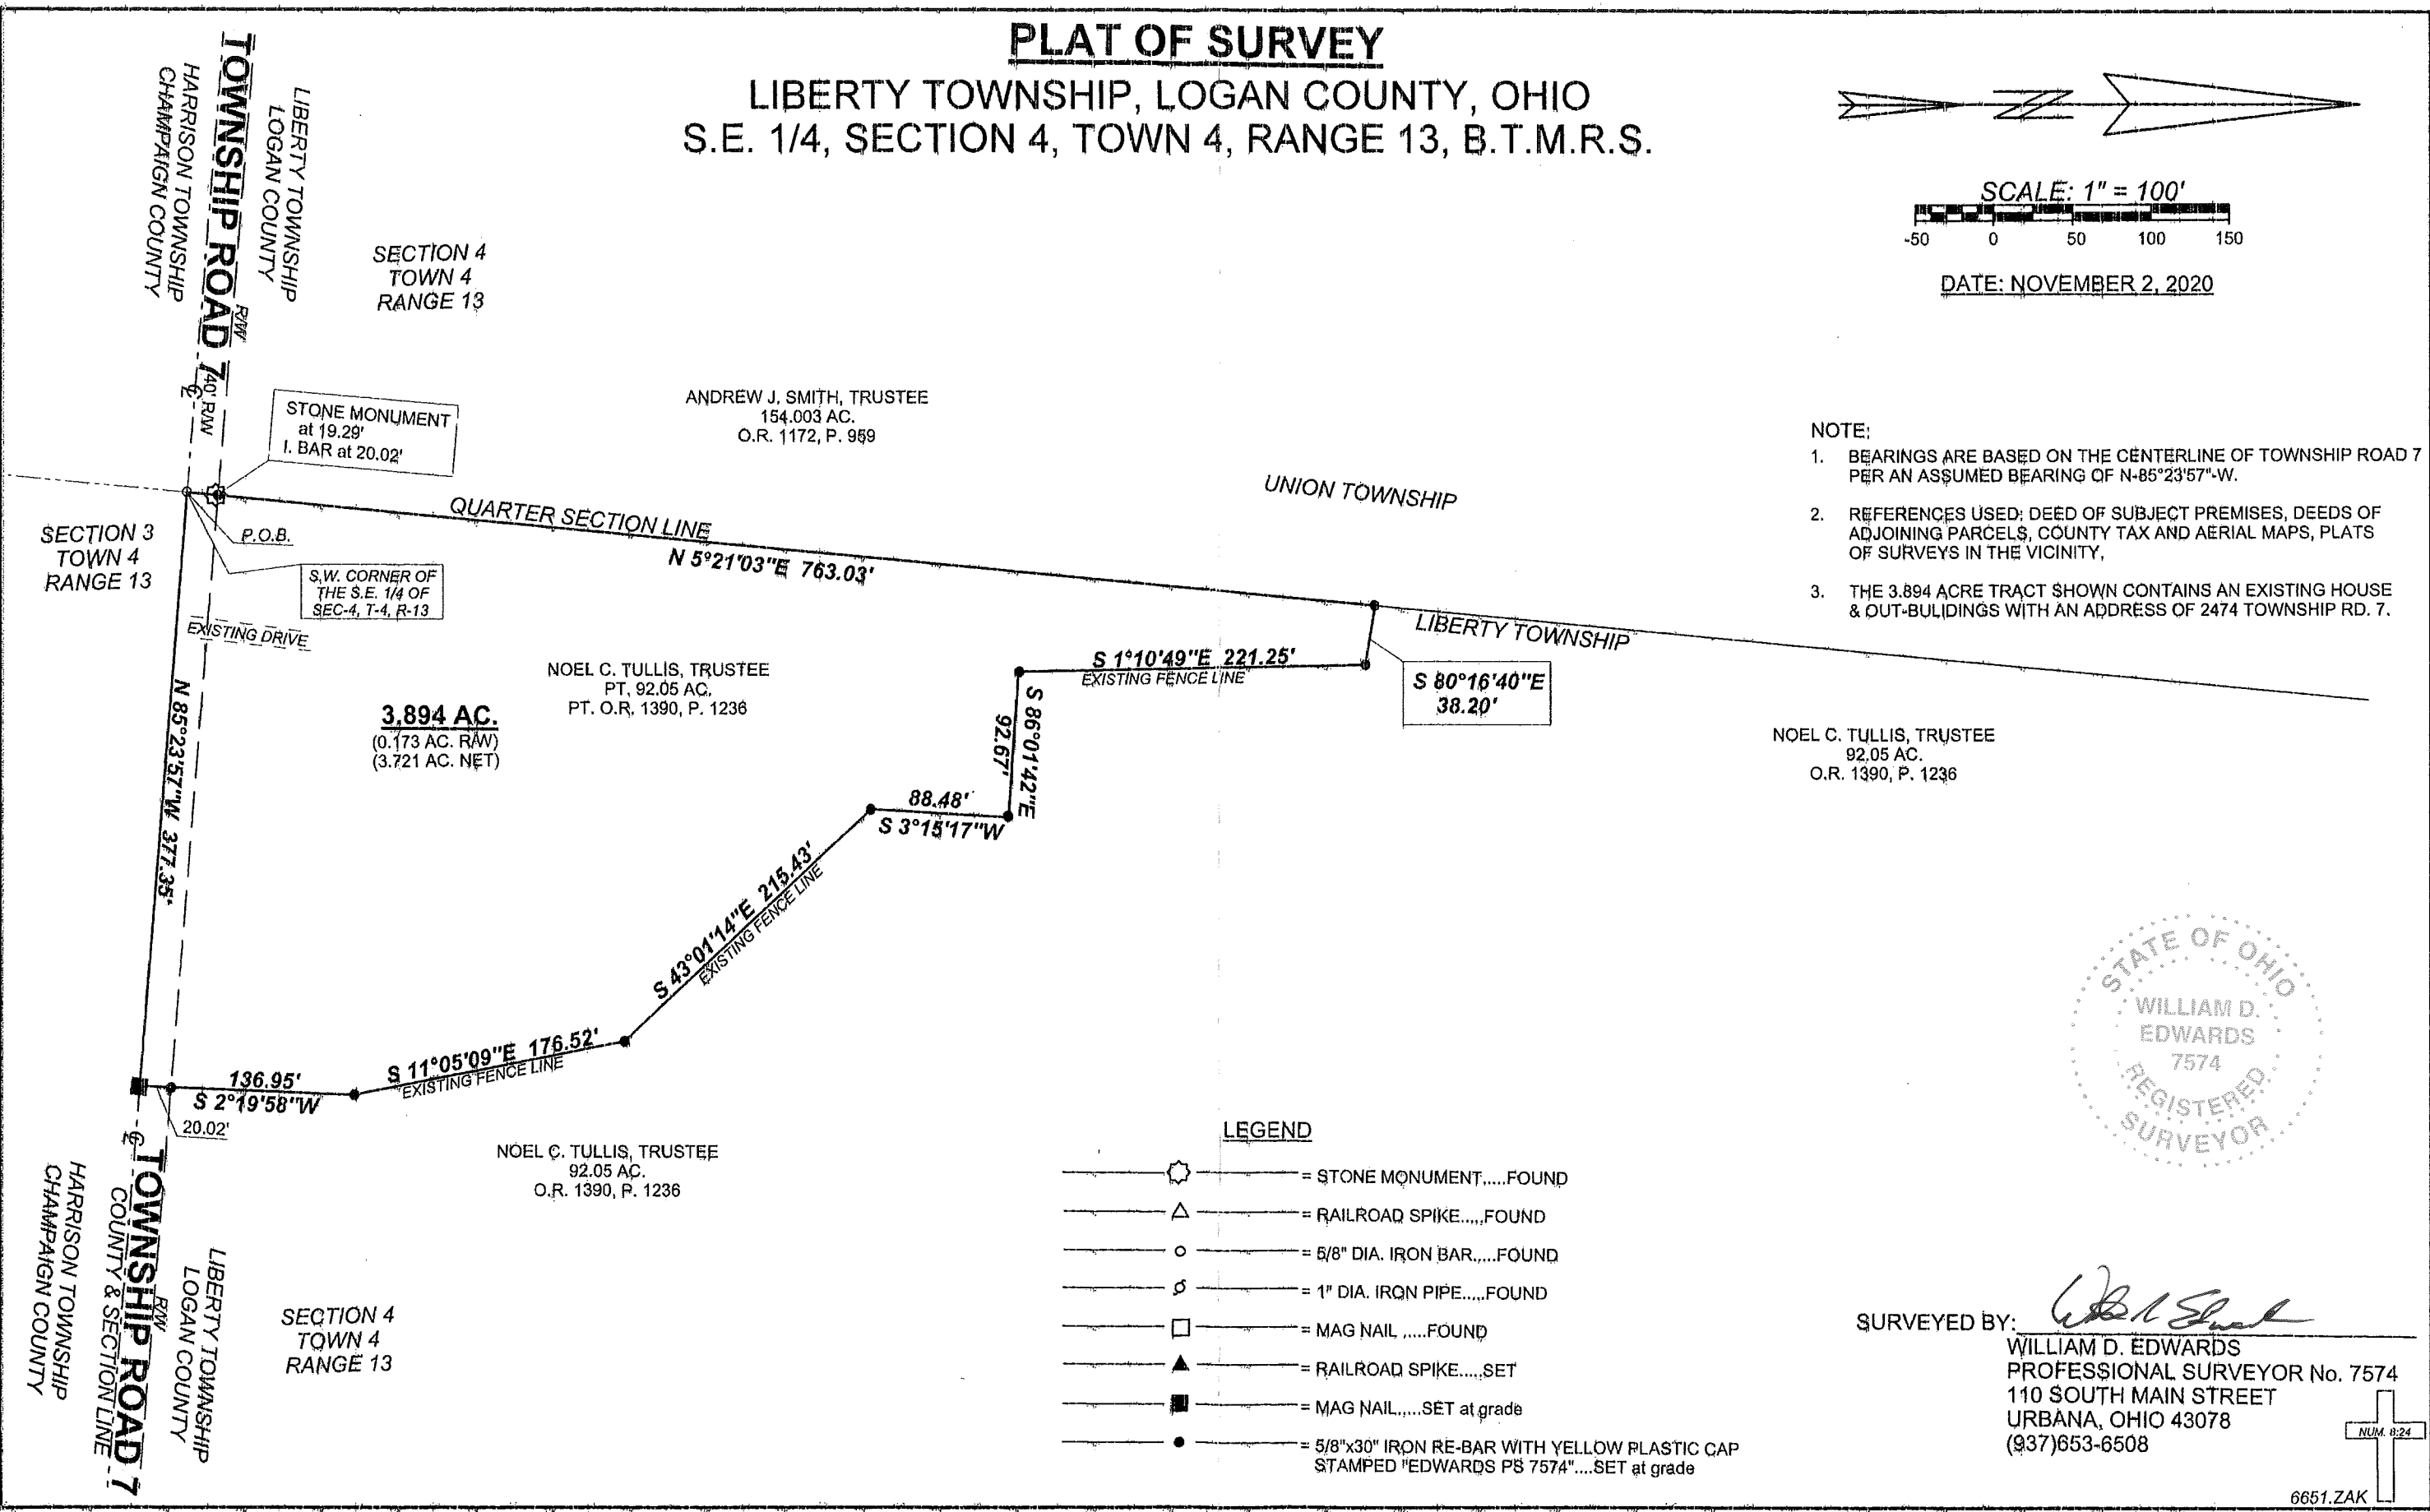 PLAT OF SURVEY
LIBERTY TOWNSHIP, LOGAN COUNTY, OHIO
S.E. 1/4, SECTION 4, TOWN 4, RANGE 13, B.T.M.R.S.
SCALE: 1" = 100'
-50 0 50 100 150
DATE: NOVEMBER 2, 2020
HARRISON TOWNSHIP
CHAMPAIGN COUNTY
TOWNSHIP ROAD 7
LIBERTY TOWNSHIP
LOGAN COUNTY
R/W
40' R/W
℄
SECTION 4
TOWN 4
RANGE 13
STONE MONUMENT
at 19.29'
I. BAR at 20.02'
ANDREW J. SMITH, TRUSTEE
154.003 AC.
O.R. 1172, P. 959
UNION TOWNSHIP
QUARTER SECTION LINE
N 5°21'03"E 763.03'
LIBERTY TOWNSHIP
SECTION 3
TOWN 4
RANGE 13
P.O.B.
S.W. CORNER OF
THE S.E. 1/4 OF
SEC-4, T-4, R-13
EXISTING DRIVE
NOTE:
1. BEARINGS ARE BASED ON THE CENTERLINE OF TOWNSHIP ROAD 7
PER AN ASSUMED BEARING OF N-85°23'57"-W.
2. REFERENCES USED: DEED OF SUBJECT PREMISES, DEEDS OF
ADJOINING PARCELS, COUNTY TAX AND AERIAL MAPS, PLATS
OF SURVEYS IN THE VICINITY,
3. THE 3.894 ACRE TRACT SHOWN CONTAINS AN EXISTING HOUSE
& OUT-BULIDINGS WITH AN ADDRESS OF 2474 TOWNSHIP RD. 7.
NOEL C. TULLIS, TRUSTEE
PT. 92.05 AC.
PT. O.R. 1390, P. 1236
3.894 AC.
(0.173 AC. R/W)
(3.721 AC. NET)
S 1°10'49"E 221.25'
EXISTING FENCE LINE
S 80°16'40"E
38.20'
S 86°01'42"E
92.67'
NOEL C. TULLIS, TRUSTEE
92.05 AC.
O.R. 1390, P. 1236
N 85°23'57"W 377.35'
88.48'
S 3°15'17"W
S 43°01'14"E 215.43'
EXISTING FENCE LINE
S 11°05'09"E 176.52'
EXISTING FENCE LINE
136.95'
S 2°19'58"W
20.02'
NOEL C. TULLIS, TRUSTEE
92.05 AC.
O.R. 1390, P. 1236
℄
TOWNSHIP ROAD 7
COUNTY & SECTION LINE
HARRISON TOWNSHIP
CHAMPAIGN COUNTY
R/W
LIBERTY TOWNSHIP
LOGAN COUNTY
SECTION 4
TOWN 4
RANGE 13
LEGEND
= STONE MONUMENT.....FOUND
= RAILROAD SPIKE.....FOUND
= 5/8" DIA. IRON BAR.....FOUND
= 1" DIA. IRON PIPE.....FOUND
= MAG NAIL .....FOUND
= RAILROAD SPIKE.....SET
= MAG NAIL.....SET at grade
= 5/8"x30" IRON RE-BAR WITH YELLOW PLASTIC CAP
STAMPED "EDWARDS PS 7574"....SET at grade
STATE OF OHIO
WILLIAM D.
EDWARDS
7574
REGISTERED
SURVEYOR
SURVEYED BY:
WILLIAM D. EDWARDS
PROFESSIONAL SURVEYOR No. 7574
110 SOUTH MAIN STREET
URBANA, OHIO 43078
(937)653-6508
NUM. 8:24
6651.ZAK